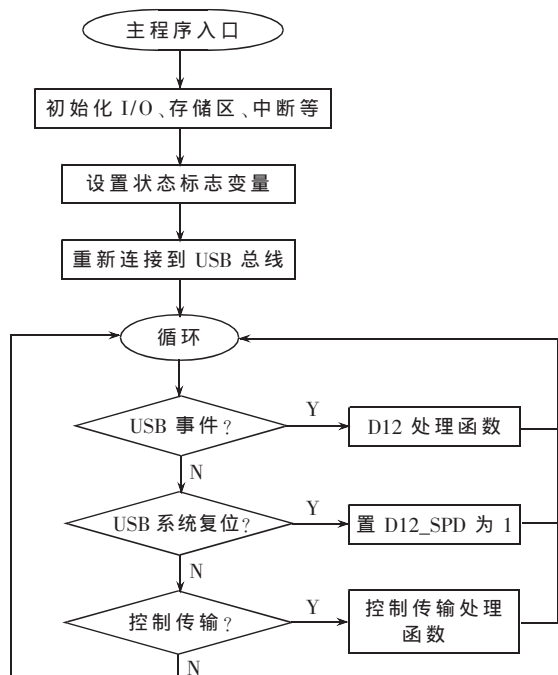 主程序入口
初始化 I/O、存储区、中断等
设置状态标志变量
重新连接到 USB 总线
循环
USB 事件?
Y
D12 处理函数
N
USB 系统复位?
Y
置 D12_SPD 为 1
N
控制传输?
Y
控制传输处理
函数
N